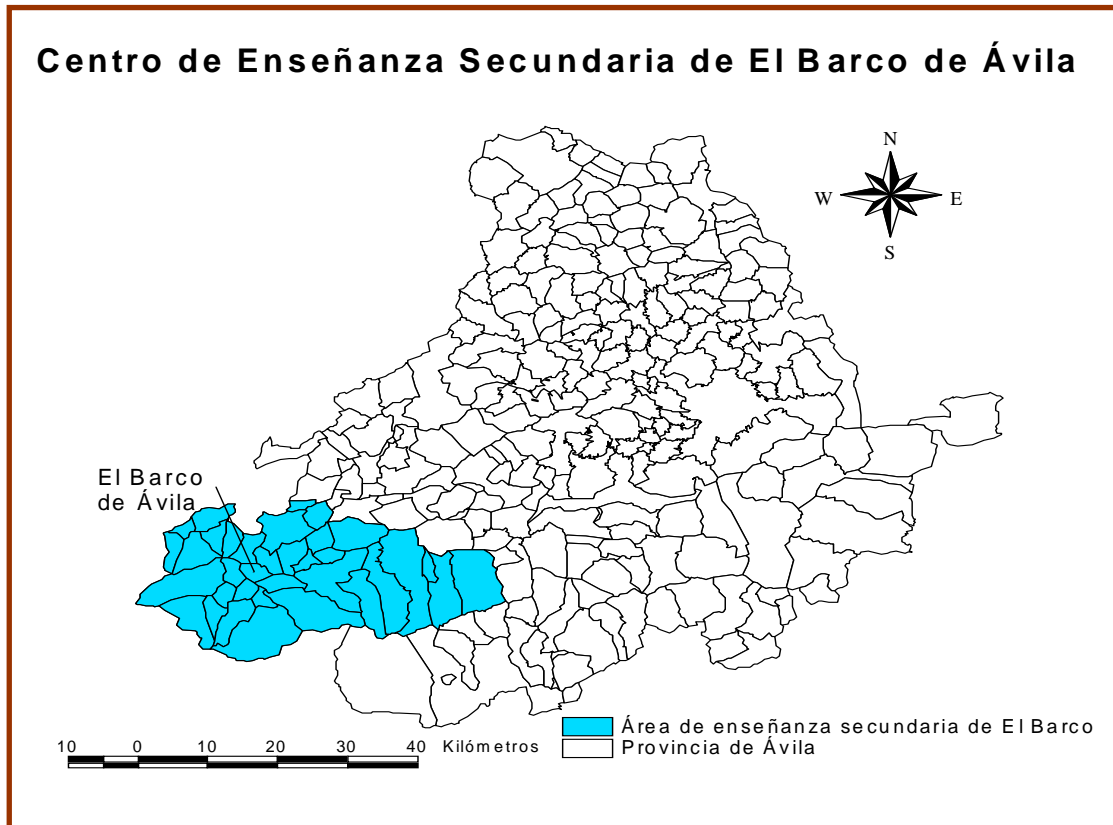 Centro de Enseñanza Secundaria de El Barco de Ávila
N
W E
S
El Barco
de Ávila
Área de enseñanza secundaria de El Barco
Provincia de Ávila
10 0 10 20 30 40 Kilómetros